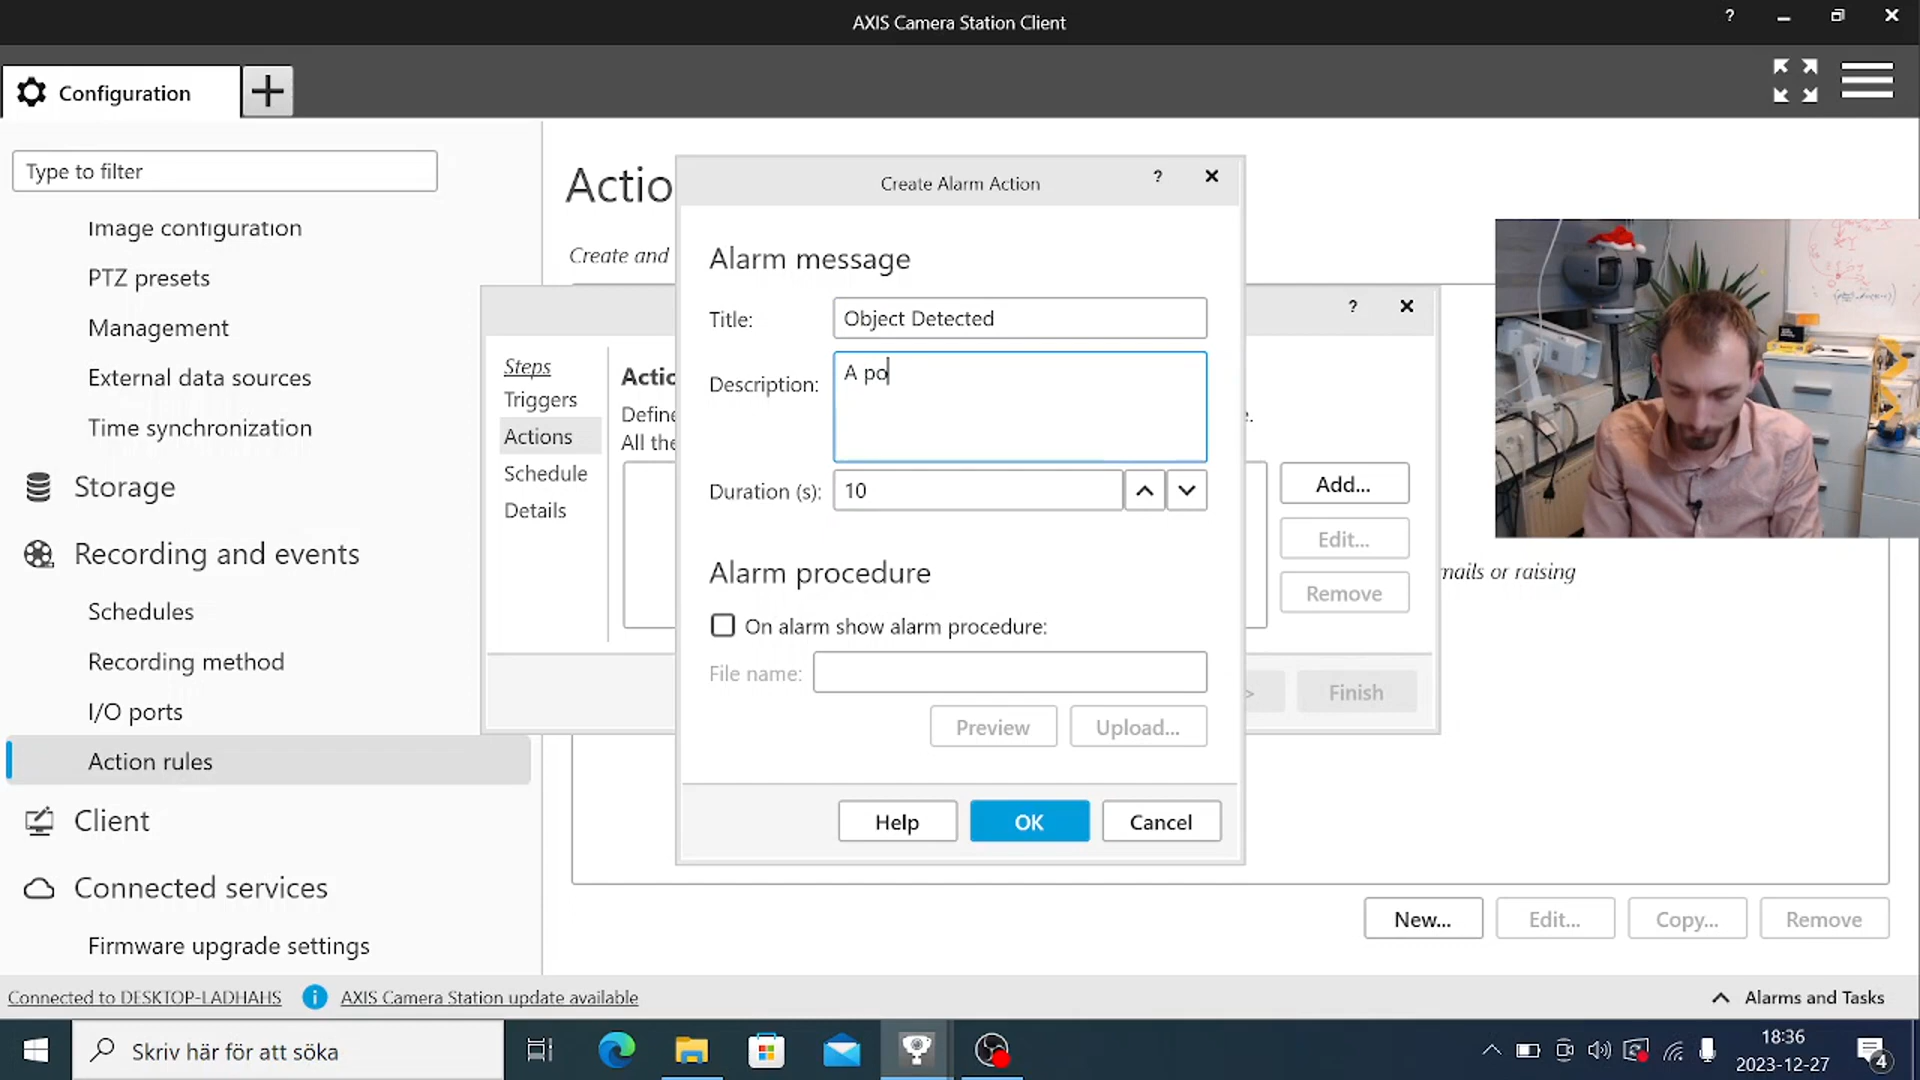 AXIS Camera Station Client
?
Configuration
Type to filter
Image configuration
PTZ presets
Management
External data sources
Time synchronization
Storage
Recording and events
Schedules
Recording method
I/O ports
Action rules
Client
Connected services
Firmware upgrade settings
Actio
Create and
mails or raising
New...
Edit...
Copy...
Remove
?
Steps
Triggers
Actions
Schedule
Details
Actic
Define
All the
e.
Add...
Edit...
Remove
>
Finish
Create Alarm Action
?
Alarm message
Title:
Object Detected
Description:
A po
Duration (s):
10
Alarm procedure
On alarm show alarm procedure:
File name:
Preview
Upload...
Help
OK
Cancel
Connected to DESKTOP-LADHAHS
AXIS Camera Station update available
Alarms and Tasks
Skriv här för att söka
18:36
2023-12-27
4